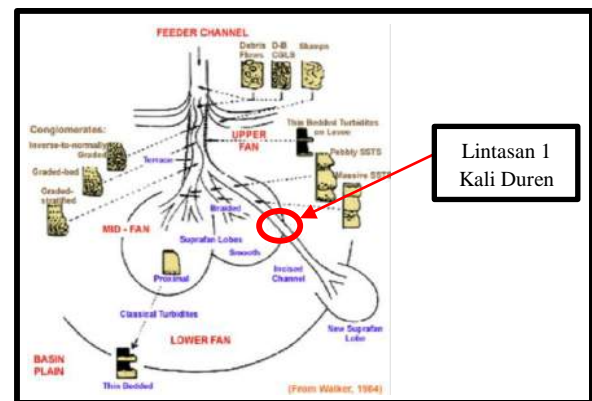 FEEDER CHANNEL
Debris
Flows
D-B
CGLS
Slumps
Conglomerates:
Inverse-to-normally
Graded
Graded-bed
Graded-
stratified
Thin Bedded Turbidites
on Levee
UPPER
FAN
Terrace
Pebbly SSTS
Massive SSTS
Lintasan 1
Kali Duren
Braided
MID - FAN
Suprafan Lobes
Smooth
Incised
Channel
Proximal
Classical Turbidites
LOWER FAN
New Suprafan
Lobe
BASIN
PLAIN
Thin Bedded
(From Walker, 1984)